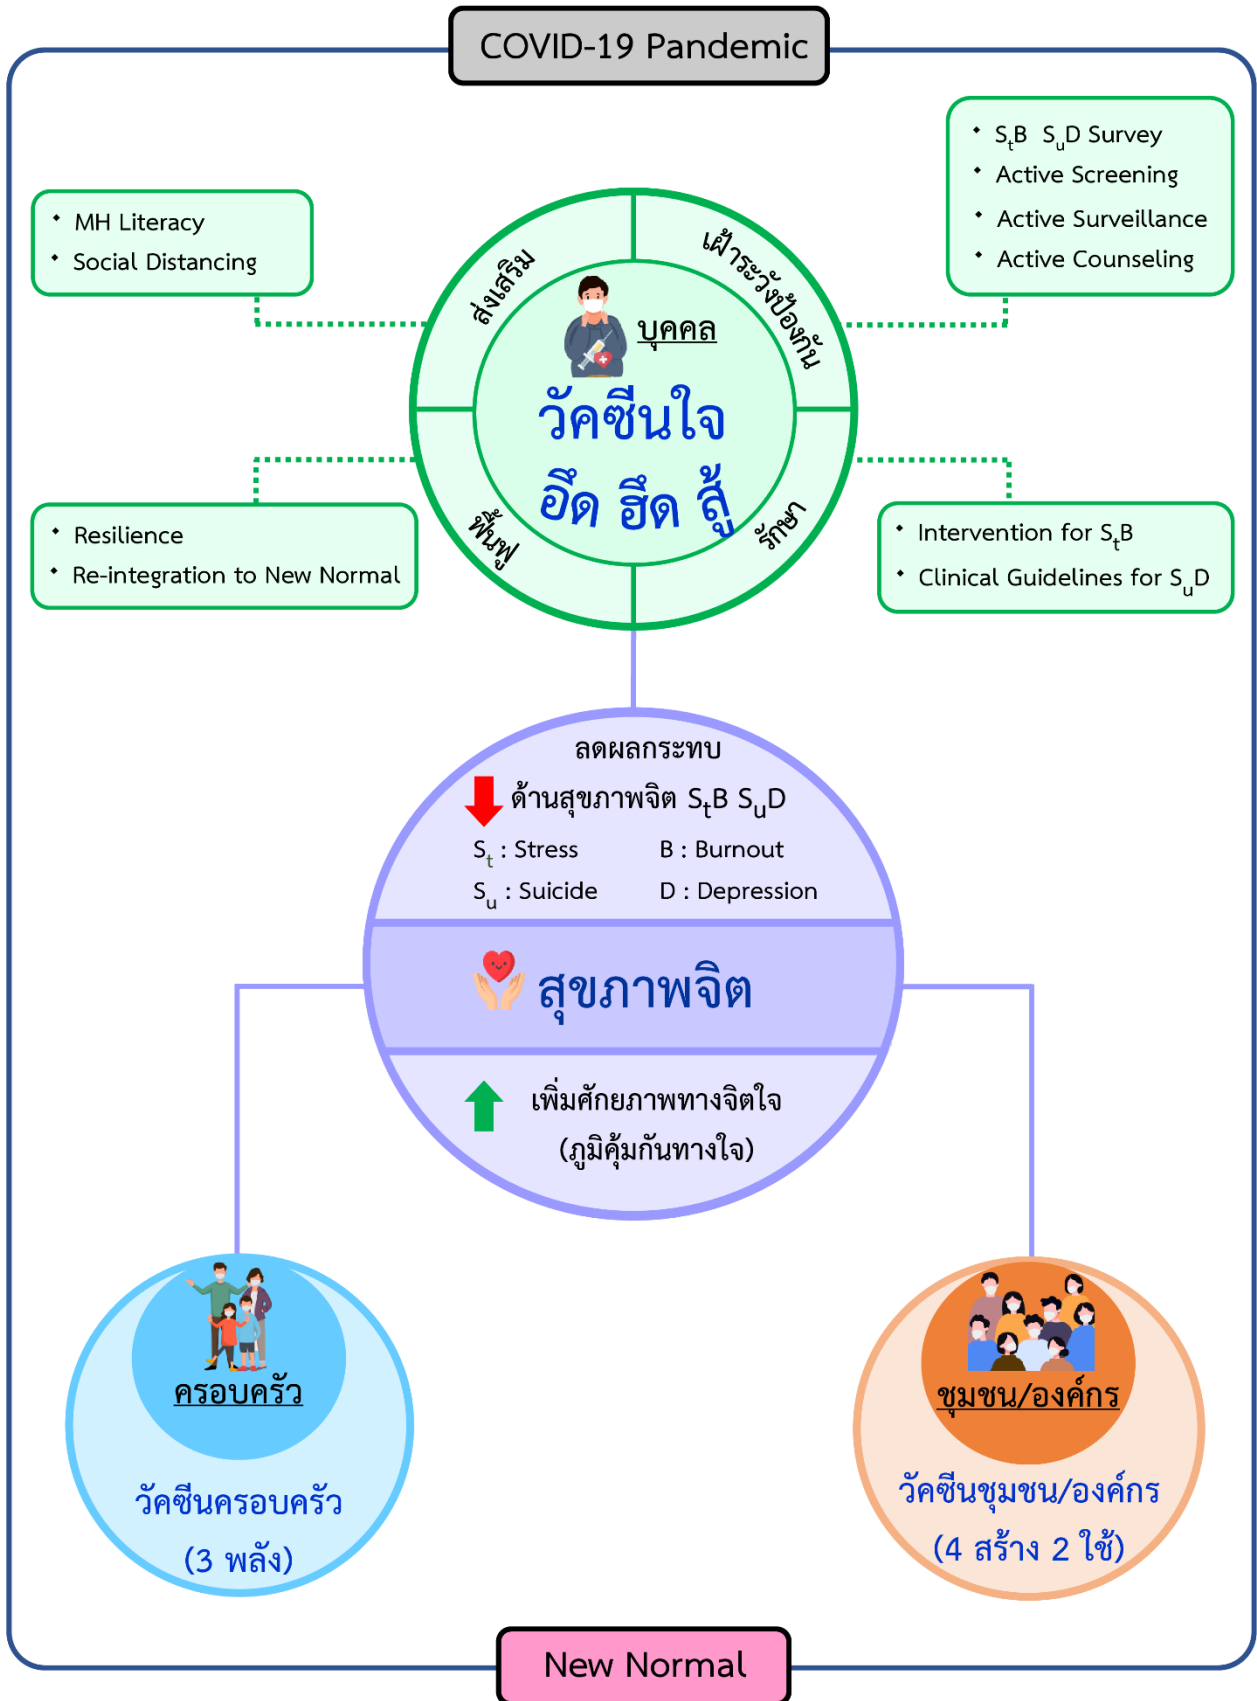 COVID-19 Pandemic
• MH Literacy
• Social Distancing
• StB SuD Survey
• Active Screening
• Active Surveillance
• Active Counseling
ส่งเสริม
เฝ้าระวังป้องกัน
บุคคล
วัคซีนใจ
อึด ฮึด สู้
ฟื้นฟู
รักษา
• Resilience
• Re-integration to New Normal
• Intervention for StB
• Clinical Guidelines for SuD
ลดผลกระทบ
ด้านสุขภาพจิต StB SuD
St : Stress B : Burnout
Su : Suicide D : Depression
สุขภาพจิต
เพิ่มศักยภาพทางจิตใจ
(ภูมิคุ้มกันทางใจ)
ครอบครัว
วัคซีนครอบครัว
(3 พลัง)
ชุมชน/องค์กร
วัคซีนชุมชน/องค์กร
(4 สร้าง 2 ใช้)
New Normal